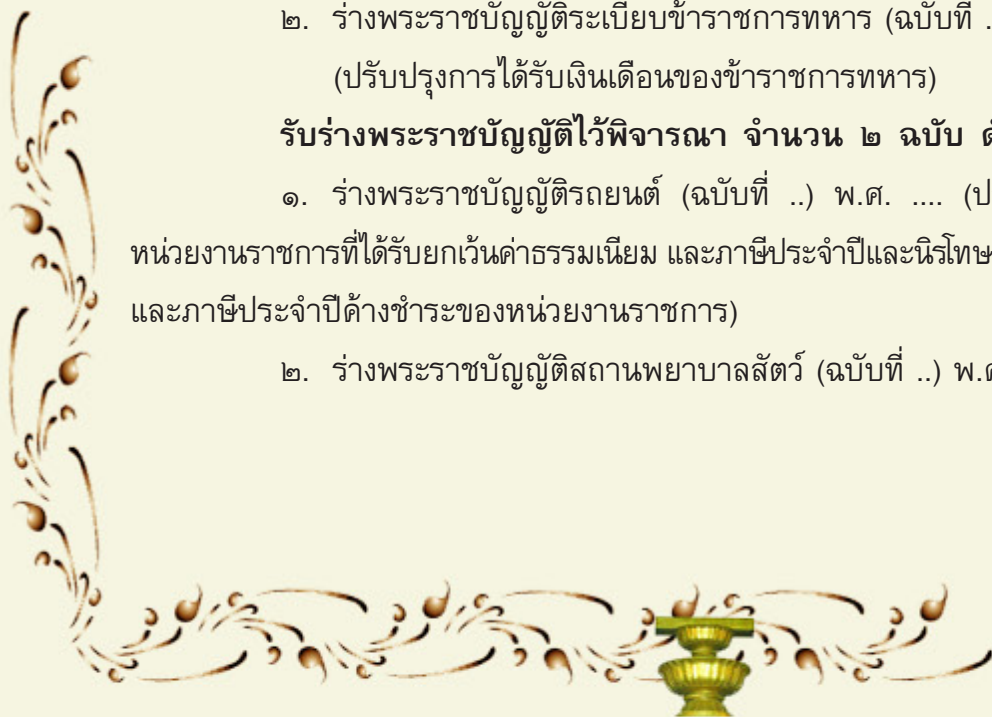 ๒. ร่างพระราชบัญญัติระเบียบข้าราชการทหาร (ฉบับที่ .
(ปรับปรุงการได้รับเงินเดือนของข้าราชการทหาร)
รับร่างพระราชบัญญัติไว้พิจารณา จำนวน ๒ ฉบับ
๑. ร่างพระราชบัญญัติรถยนต์ (ฉบับที่ ..) พ.ศ. .... (
หน่วยงานราชการที่ได้รับยกเว้นค่าธรรมเนียม และภาษีประจำปีและนิรโทษ
และภาษีประจำปีค้างชำระของหน่วยงานราชการ)
๒. ร่างพระราชบัญญัติสถานพยาบาลสัตว์ (ฉบับที่ ..)